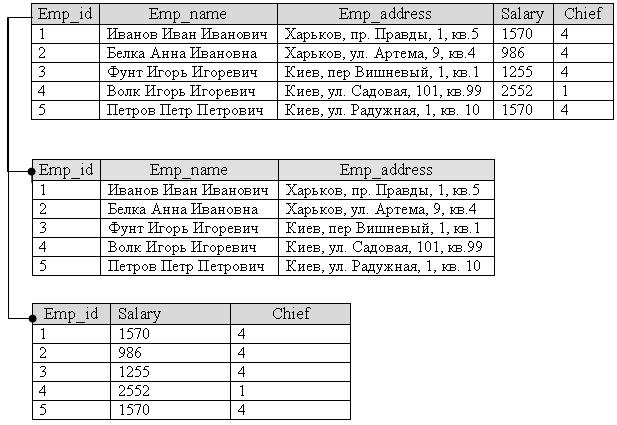 Emp_id Emp_name Emp_address Salary Chief
1 Иванов Иван Иванович Харьков, пр. Правды, 1, кв.5 1570 4
2 Белка Анна Ивановна Харьков, ул. Артема, 9, кв.4 986 4
3 Фунт Игорь Игоревич Киев, пер Вишневый, 1, кв.1 1255 4
4 Волк Игорь Игоревич Киев, ул. Садовая, 101, кв.99 2552 1
5 Петров Петр Петрович Киев, ул. Радужная, 1, кв. 10 1570 4
Emp_id Emp_name Emp_address
1 Иванов Иван Иванович Харьков, пр. Правды, 1, кв.5
2 Белка Анна Ивановна Харьков, ул. Артема, 9, кв.4
3 Фунт Игорь Игоревич Киев, пер Вишневый, 1, кв.1
4 Волк Игорь Игоревич Киев, ул. Садовая, 101, кв.99
5 Петров Петр Петрович Киев, ул. Радужная, 1, кв. 10
Emp_id Salary Chief
1 1570 4
2 986 4
3 1255 4
4 2552 1
5 1570 4